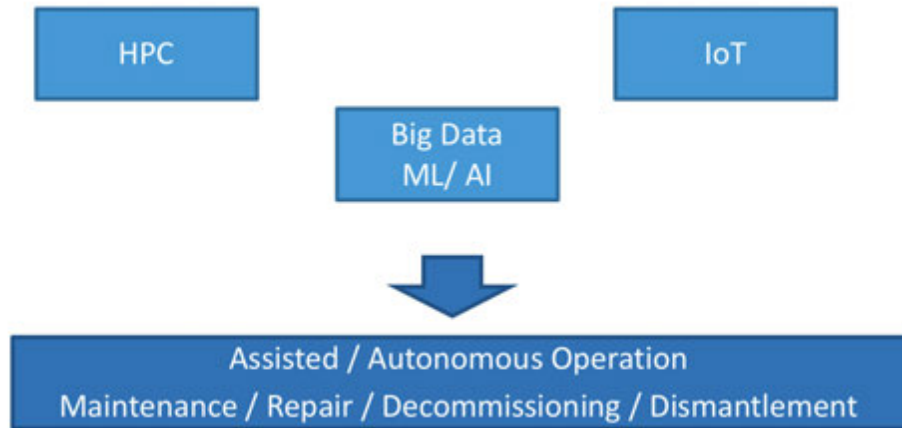 HPC
IoT
Big Data
ML/ AI
Assisted / Autonomous Operation
Maintenance / Repair / Decommissioning / Dismantlement